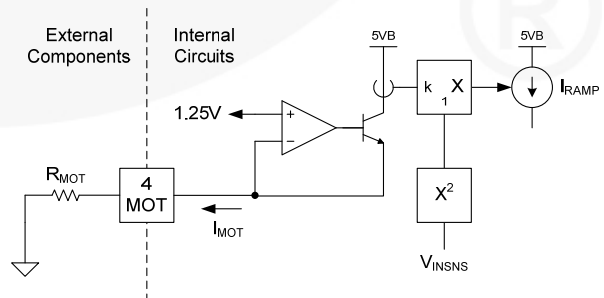 External
Components
Internal
Circuits
5VB
5VB
1.25V
+
−
k
1
X
I_RAMP
R_MOT
4
MOT
I_MOT
X²
V_INSNS
®